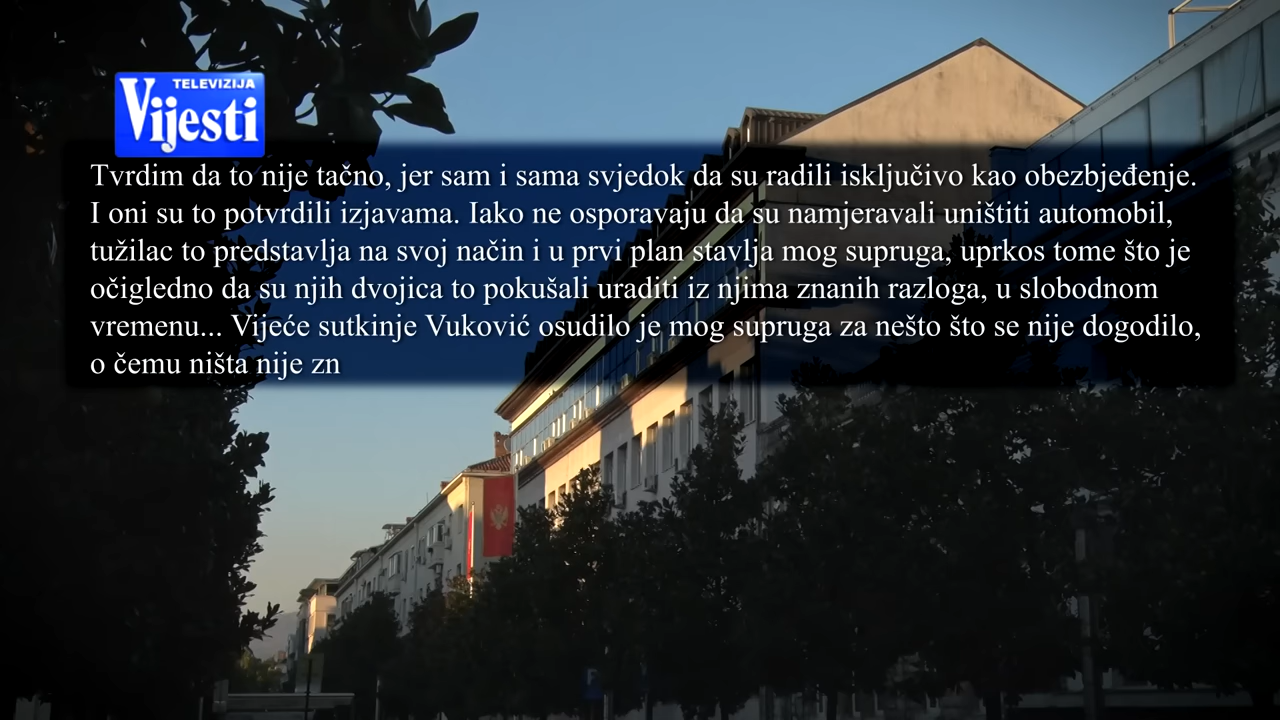 TELEVIZIJA
Vijesti
Tvrdim da to nije tačno, jer sam i sama svjedok da su radili isključivo kao obezbjeđenje.
I oni su to potvrdili izjavama. Iako ne osporavaju da su namjeravali uništiti automobil,
tužilac to predstavlja na svoj način i u prvi plan stavlja mog supruga, uprkos tome što je
očigledno da su njih dvojica to pokušali uraditi iz njima znanih razloga, u slobodnom
vremenu... Vijeće sutkinje Vuković osudilo je mog supruga za nešto što se nije dogodilo,
o čemu ništa nije zn